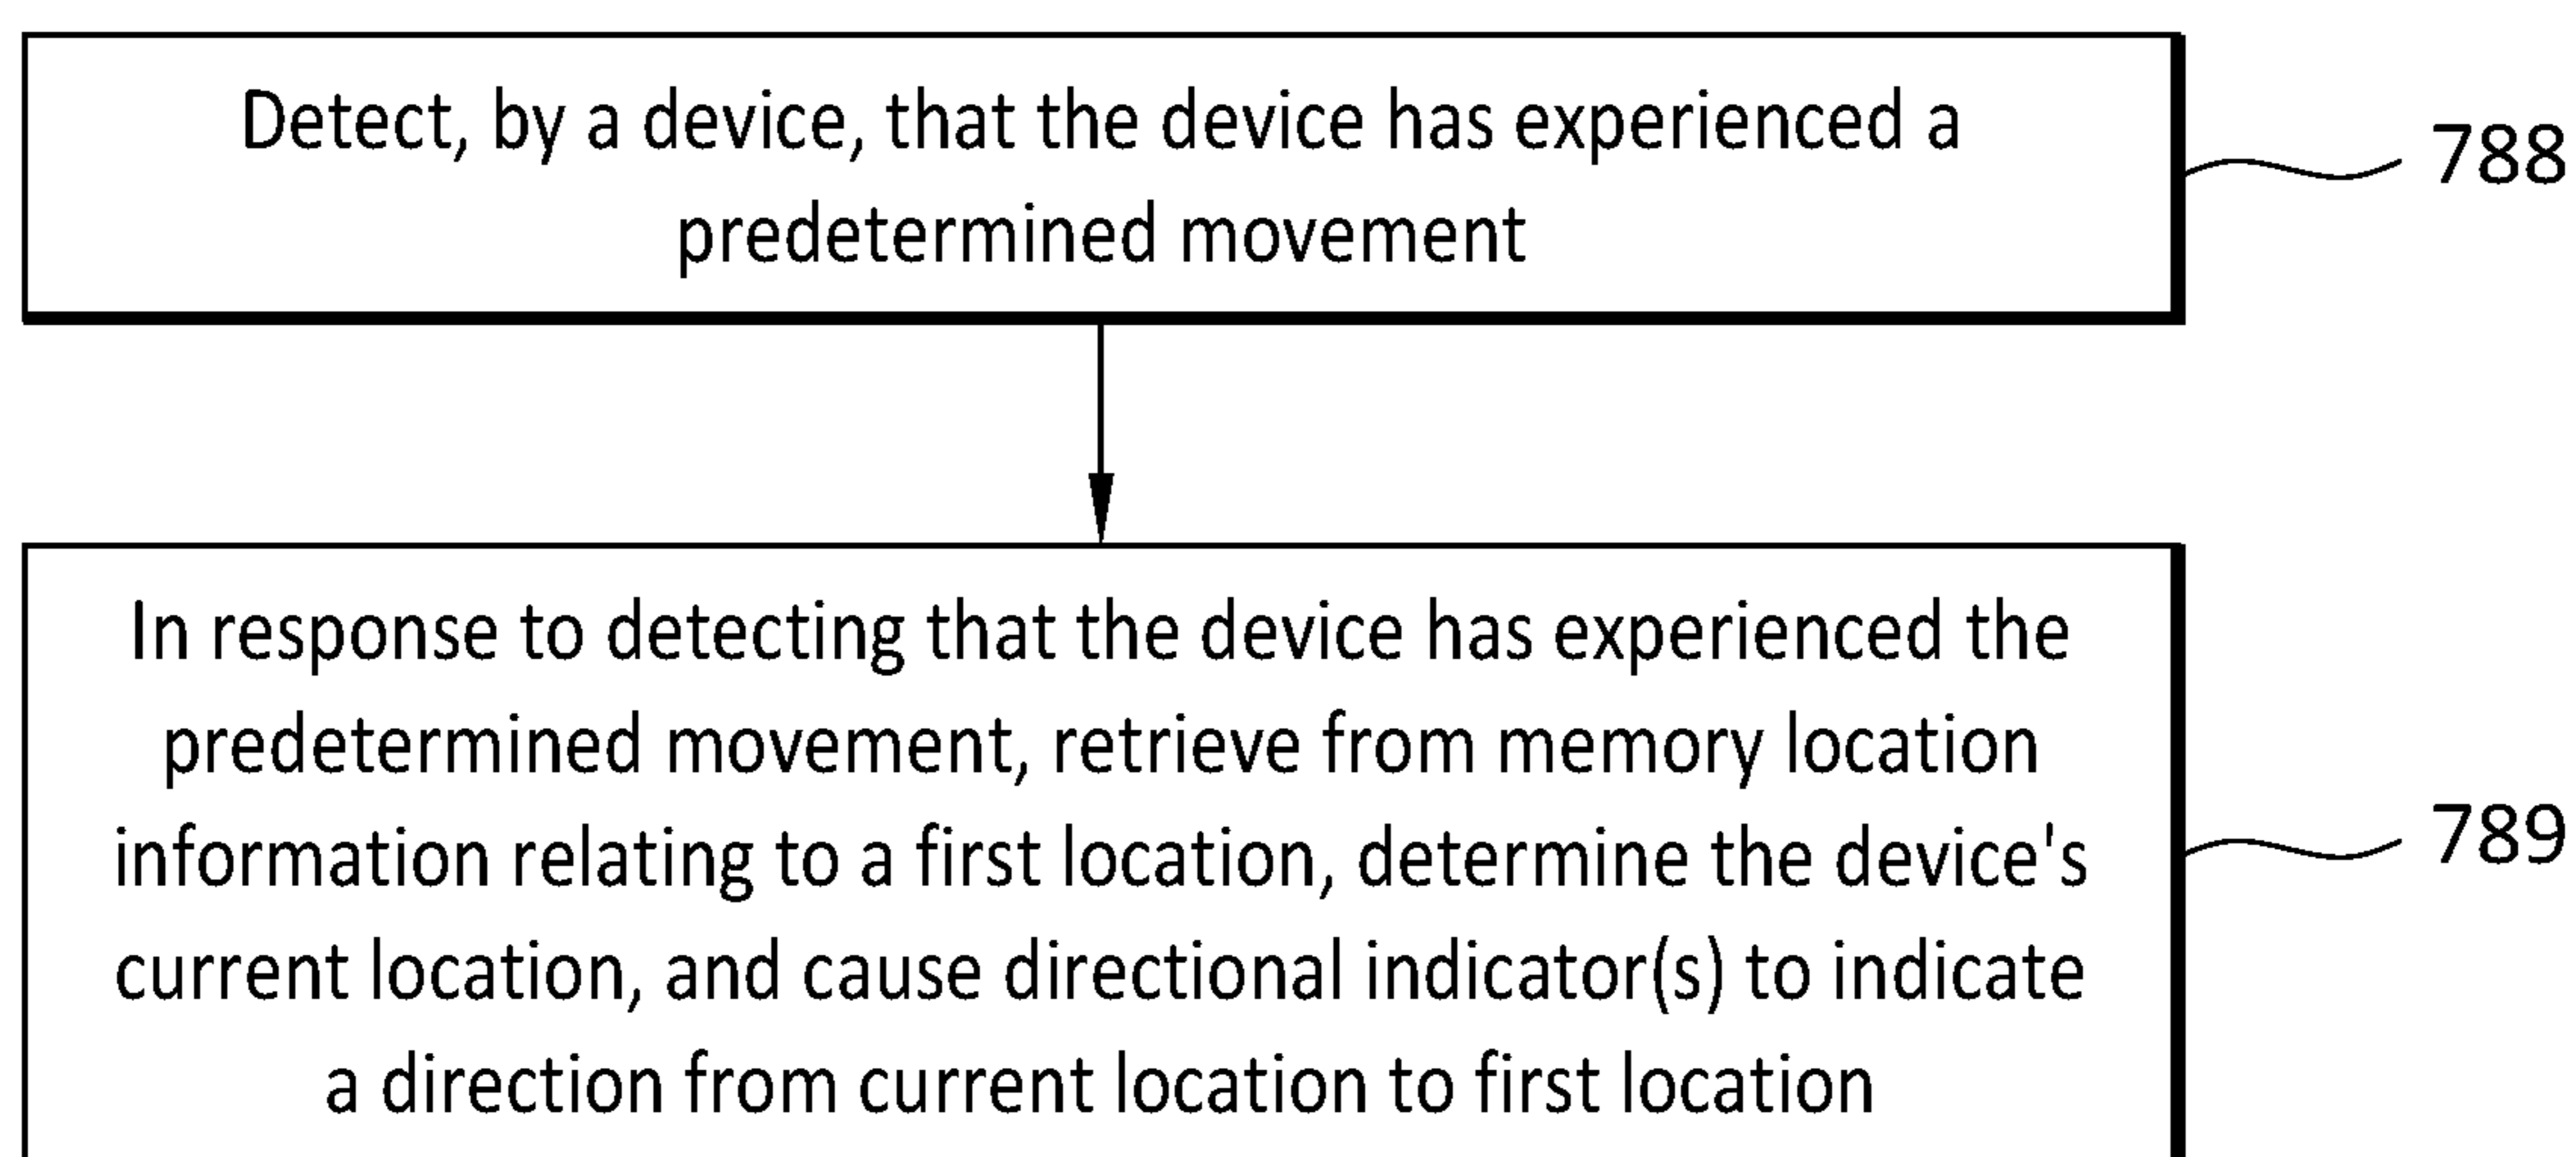 Detect, by a device, that the device has experienced a
predetermined movement
788
In response to detecting that the device has experienced the
predetermined movement, retrieve from memory location
information relating to a first location, determine the device's
current location, and cause directional indicator(s) to indicate
a direction from current location to first location
789